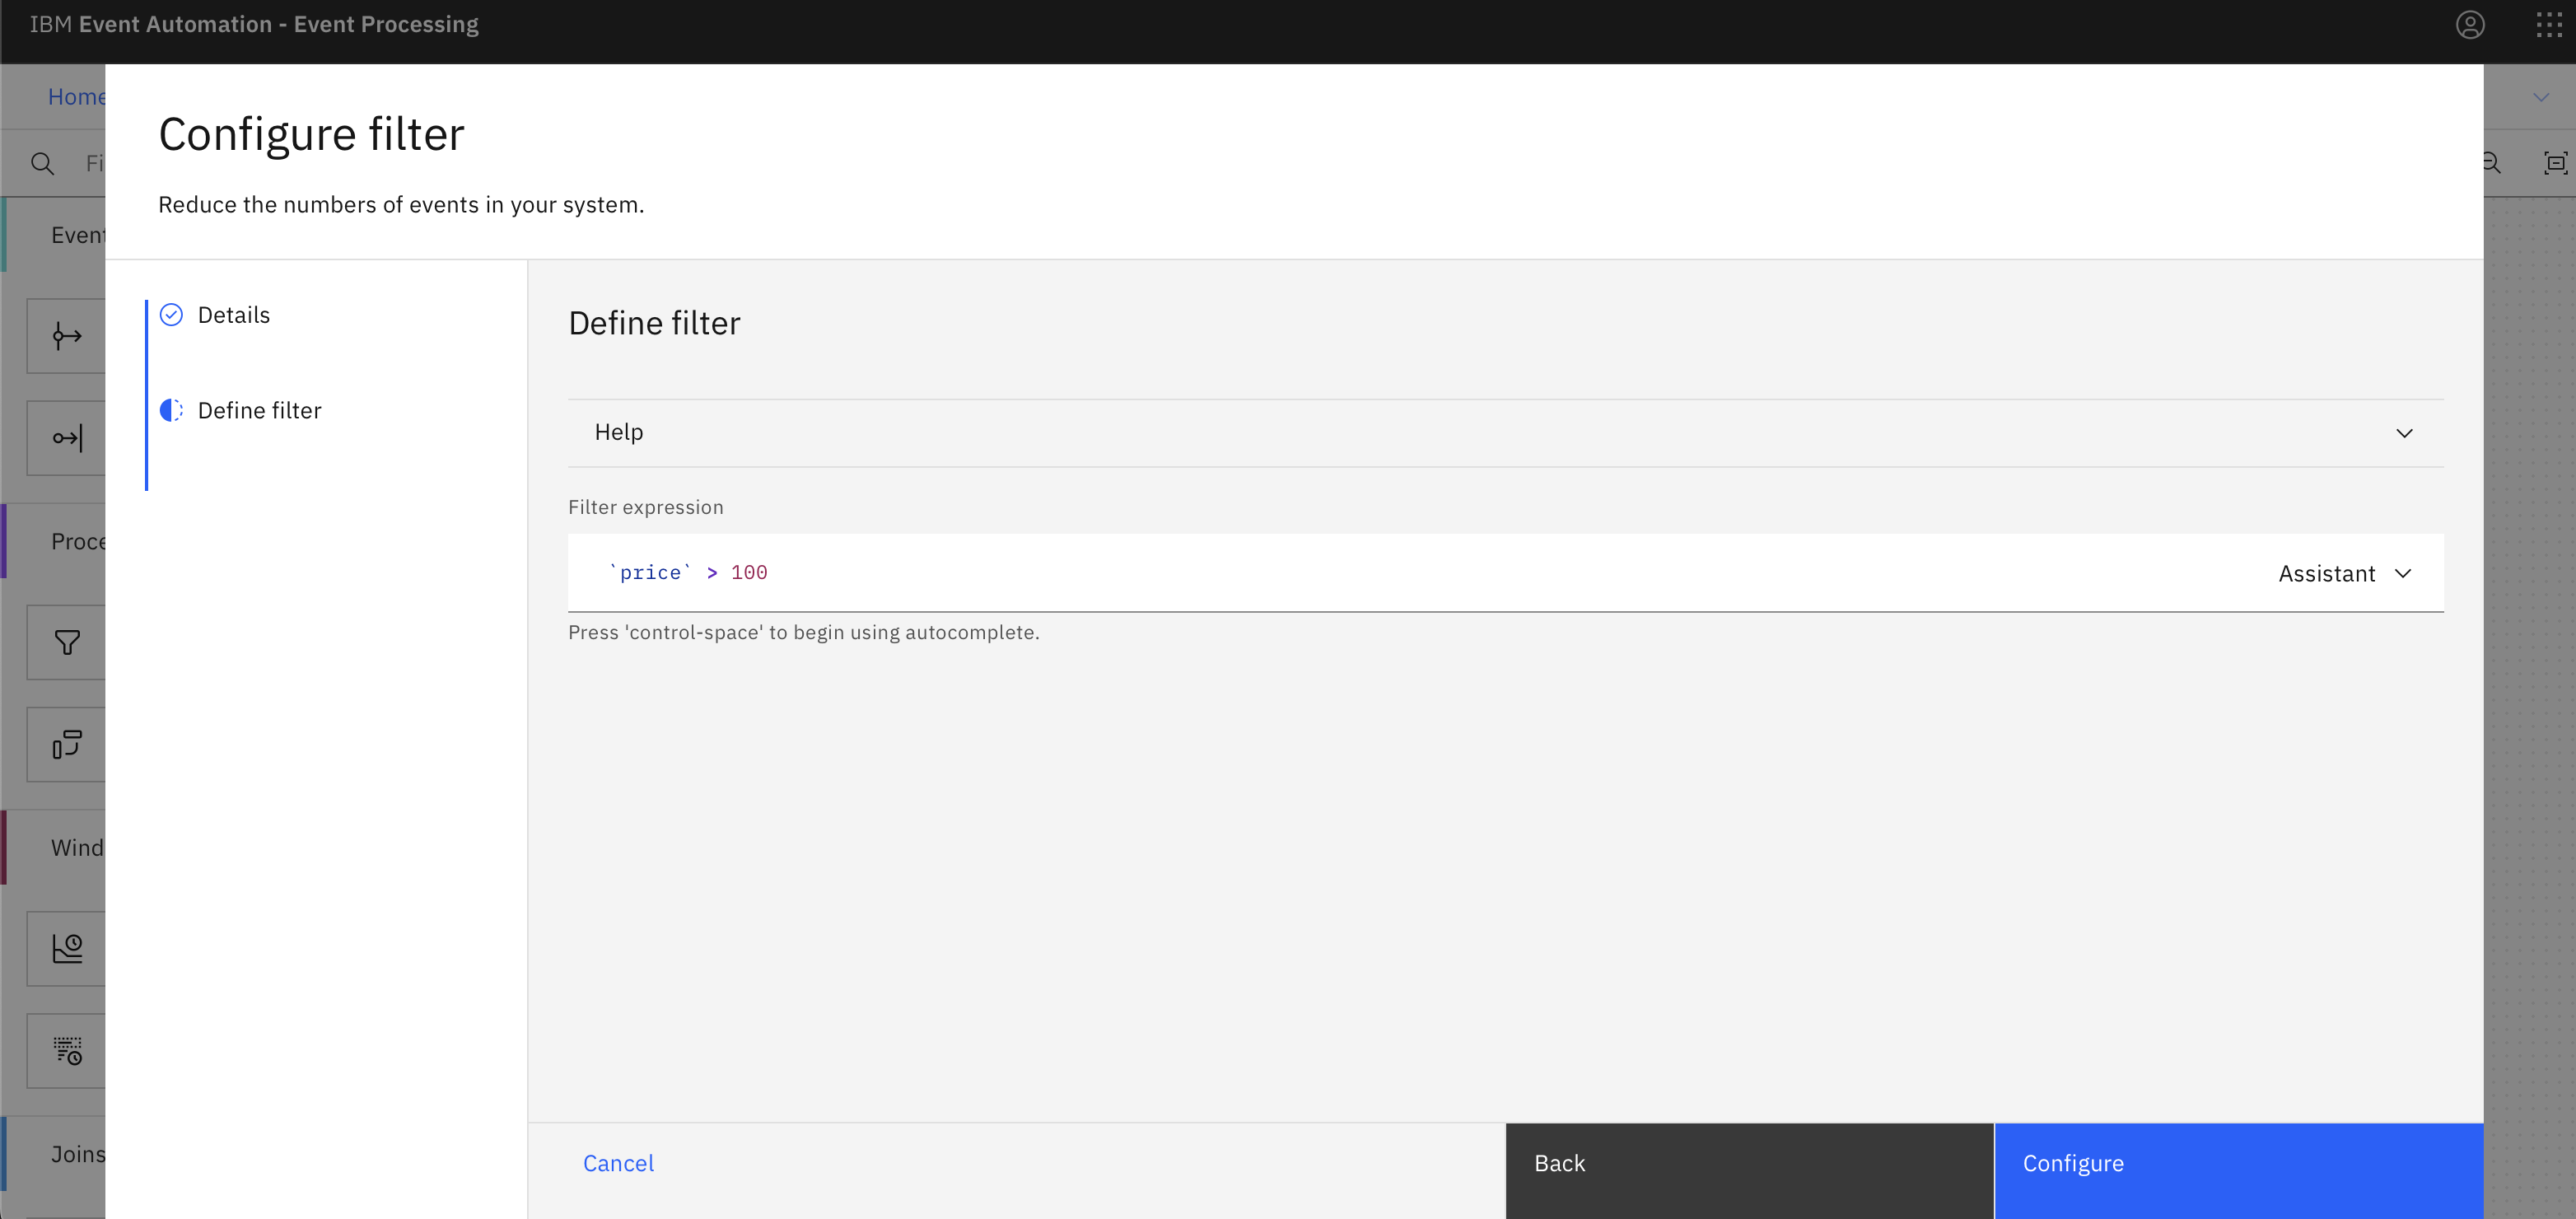 IBM Event Automation - Event Processing
Home
Configure filter
Fi
Reduce the numbers of events in your system.
Event
Details
Define filter
Define filter
Help
Filter expression
Proce
`price` > 100
Assistant
Press 'control-space' to begin using autocomplete.
Wind
Joins
Cancel
Back
Configure